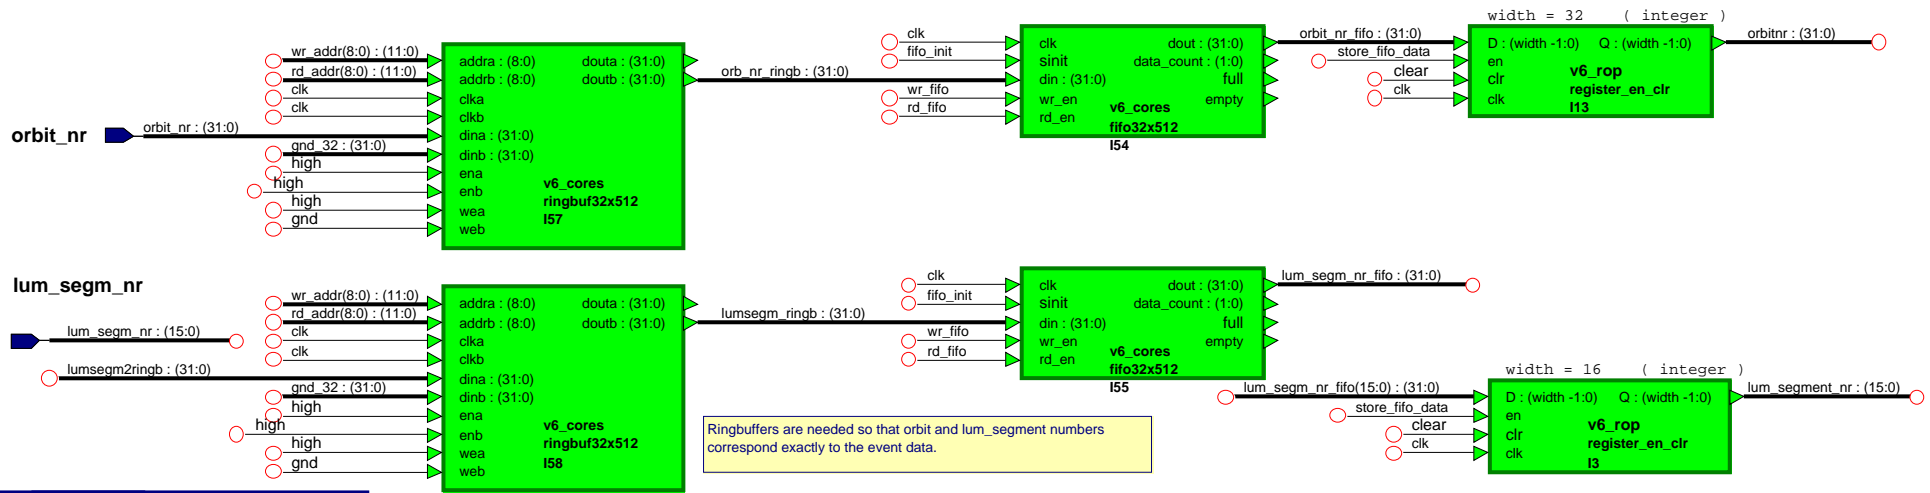 orbit_nr
orbit_nr : (31:0)
wr_addr(8:0) : (11:0)
rd_addr(8:0) : (11:0)
clk
clk
gnd_32 : (31:0)
high
high
high
gnd
addra : (8:0) douta : (31:0)
addrb : (8:0) doutb : (31:0)
clka
clkb
dina : (31:0)
dinb : (31:0)
ena
enb
wea
web
v6_cores
ringbuf32x512
I57
orb_nr_ringb : (31:0)
clk
fifo_init
wr_fifo
rd_fifo
clk dout : (31:0)
sinit data_count : (1:0)
din : (31:0) full
wr_en empty
rd_en
v6_cores
fifo32x512
I54
orbit_nr_fifo : (31:0)
store_fifo_data
clear
clk
width = 32 ( integer )
D : (width -1:0) Q : (width -1:0)
en
clr
clk
v6_rop
register_en_clr
I13
orbitnr : (31:0)
lum_segm_nr
lum_segm_nr : (15:0)
lumsegm2ringb : (31:0)
wr_addr(8:0) : (11:0)
rd_addr(8:0) : (11:0)
clk
clk
gnd_32 : (31:0)
high
high
high
gnd
addra : (8:0) douta : (31:0)
addrb : (8:0) doutb : (31:0)
clka
clkb
dina : (31:0)
dinb : (31:0)
ena
enb
wea
web
v6_cores
ringbuf32x512
I58
lumsegm_ringb : (31:0)
clk
fifo_init
wr_fifo
rd_fifo
clk dout : (31:0)
sinit data_count : (1:0)
din : (31:0) full
wr_en empty
rd_en
v6_cores
fifo32x512
I55
lum_segm_nr_fifo : (31:0)
Ringbuffers are needed so that orbit and lum_segment numbers
correspond exactly to the event data.
lum_segm_nr_fifo(15:0) : (31:0)
store_fifo_data
clear
clk
width = 16 ( integer )
D : (width -1:0) Q : (width -1:0)
en
clr
clk
v6_rop
register_en_clr
I3
lum_segment_nr : (15:0)